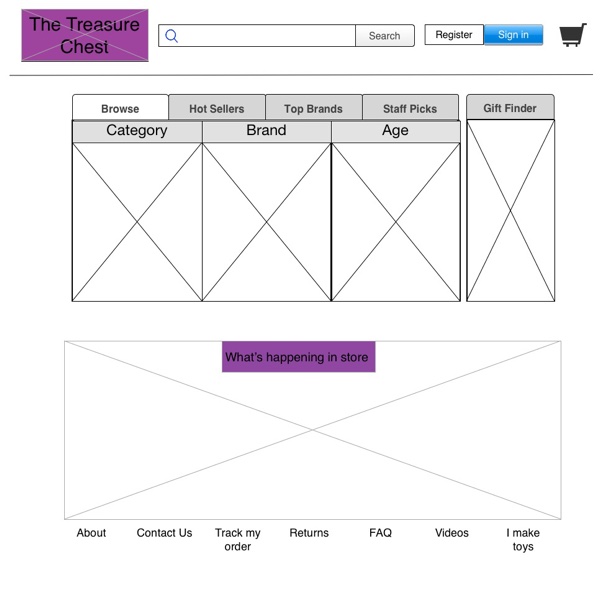 The Treasure
Chest
Search
Register
Sign in
Browse
Hot Sellers
Top Brands
Staff Picks
Gift Finder
Category
Brand
Age
What's happening in store
About
Contact Us
Track my
order
Returns
FAQ
Videos
I make
toys